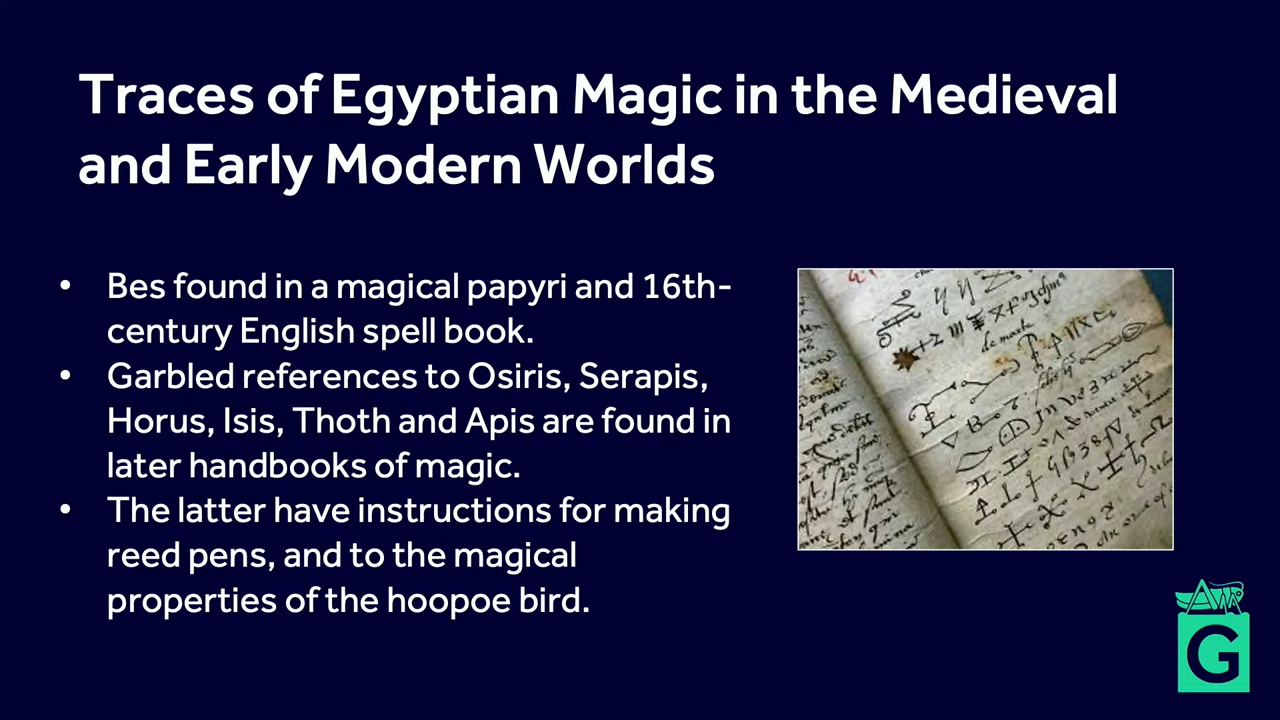 Traces of Egyptian Magic in the Medieval
and Early Modern Worlds
• Bes found in a magical papyri and 16th-
century English spell book.
• Garbled references to Osiris, Serapis,
Horus, Isis, Thoth and Apis are found in
later handbooks of magic.
• The latter have instructions for making
reed pens, and to the magical
properties of the hoopoe bird.
G